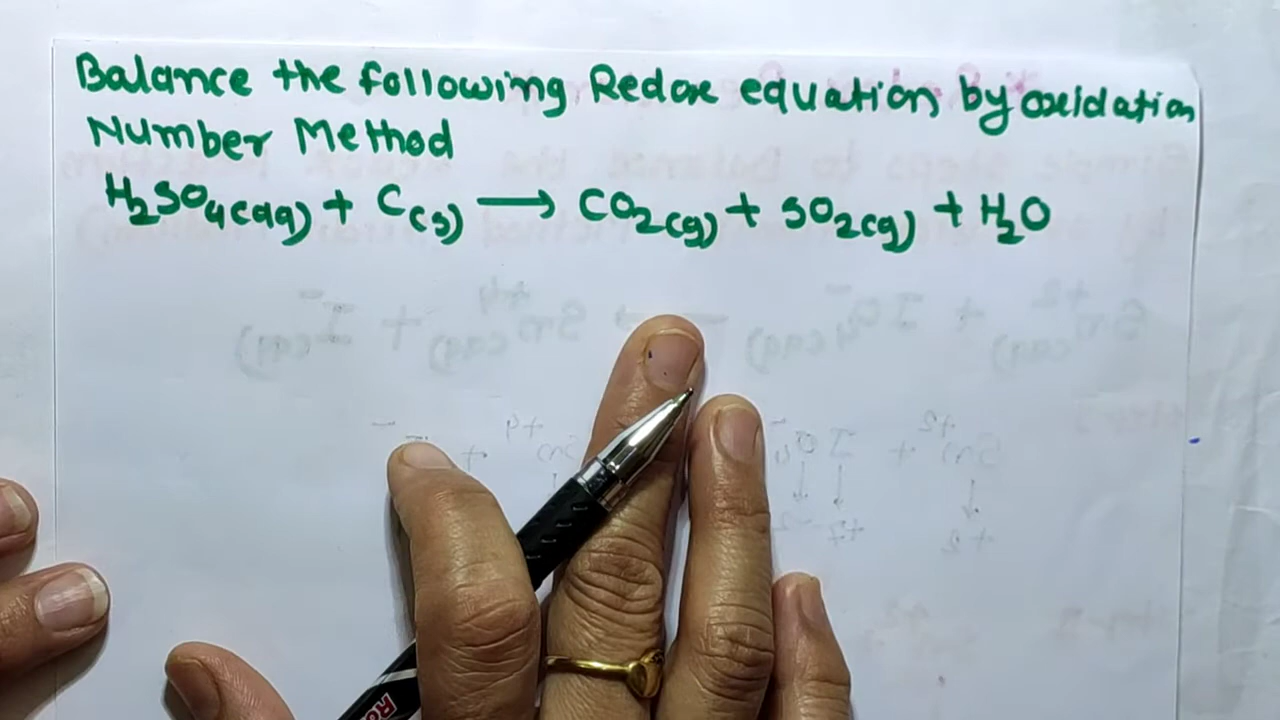 Balance the following Redox equation by oxidation
Number Method
H₂SO₄(aq) + C(s) ⟶ CO₂(g) + SO₂(g) + H₂O